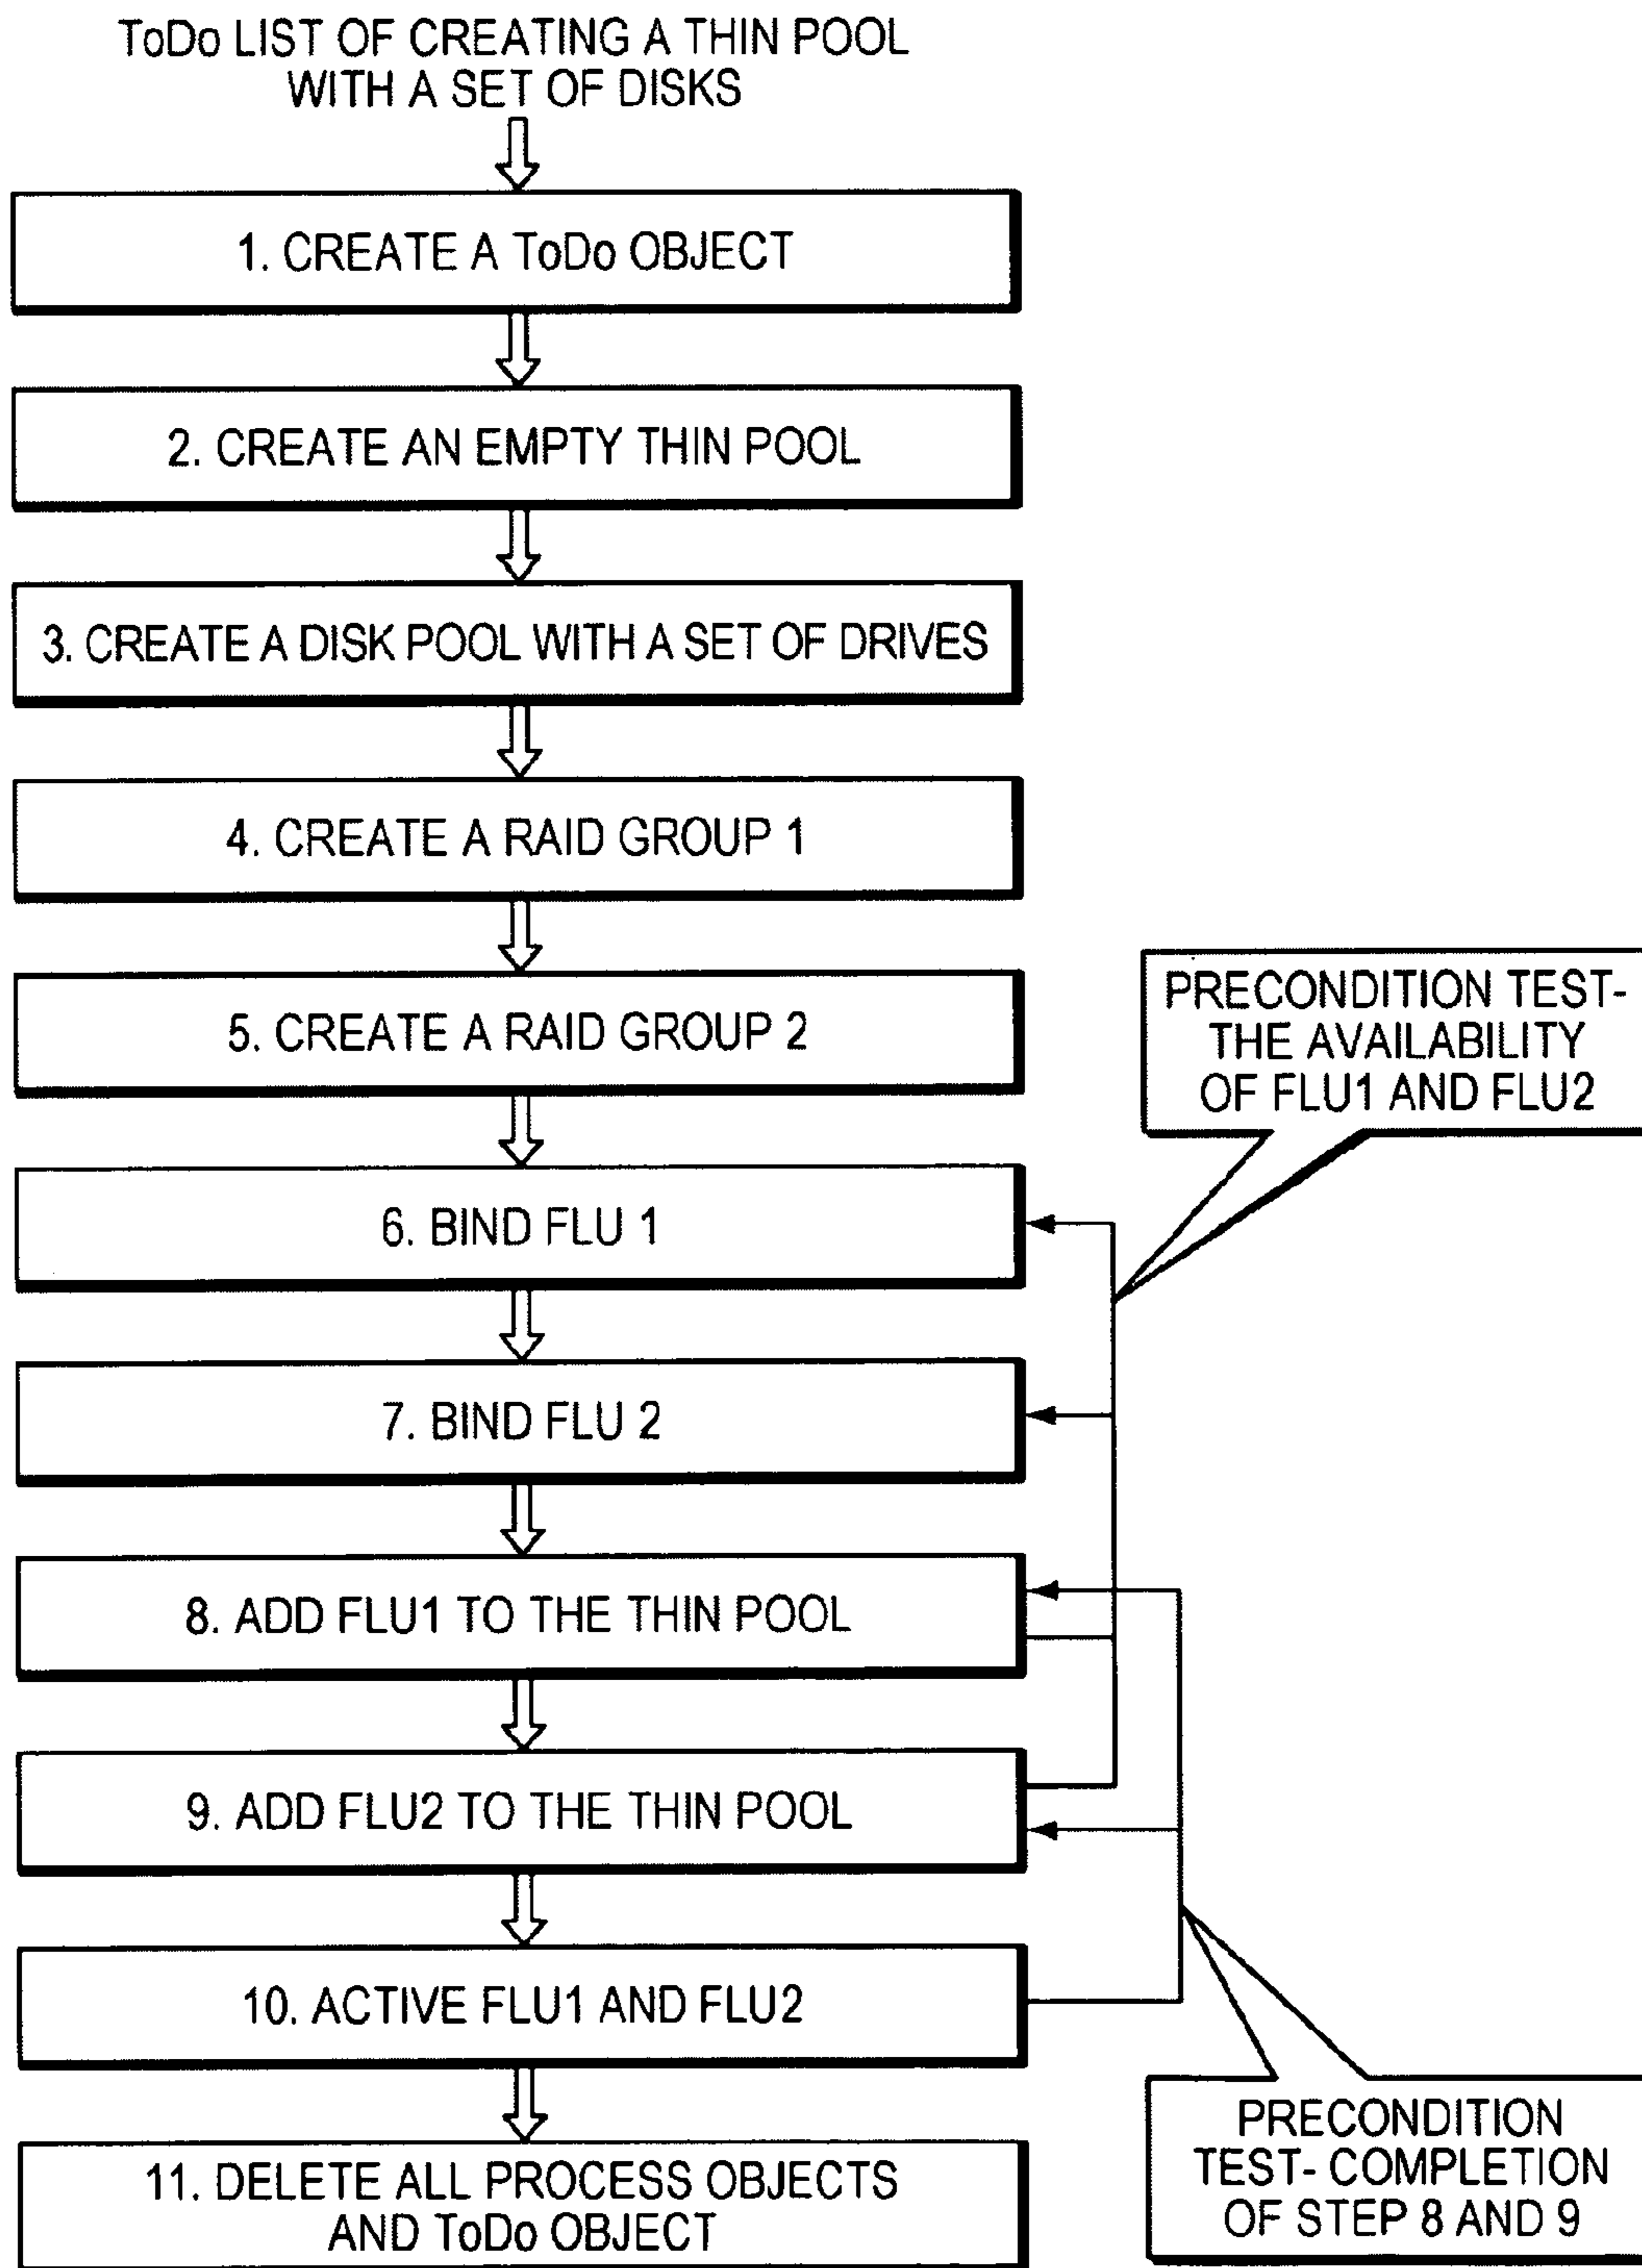 ToDo LIST OF CREATING A THIN POOL
WITH A SET OF DISKS
1. CREATE A ToDo OBJECT
2. CREATE AN EMPTY THIN POOL
3. CREATE A DISK POOL WITH A SET OF DRIVES
4. CREATE A RAID GROUP 1
5. CREATE A RAID GROUP 2
PRECONDITION TEST-
THE AVAILABILITY
OF FLU1 AND FLU2
6. BIND FLU 1
7. BIND FLU 2
8. ADD FLU1 TO THE THIN POOL
9. ADD FLU2 TO THE THIN POOL
10. ACTIVE FLU1 AND FLU2
11. DELETE ALL PROCESS OBJECTS
AND ToDo OBJECT
PRECONDITION
TEST- COMPLETION
OF STEP 8 AND 9